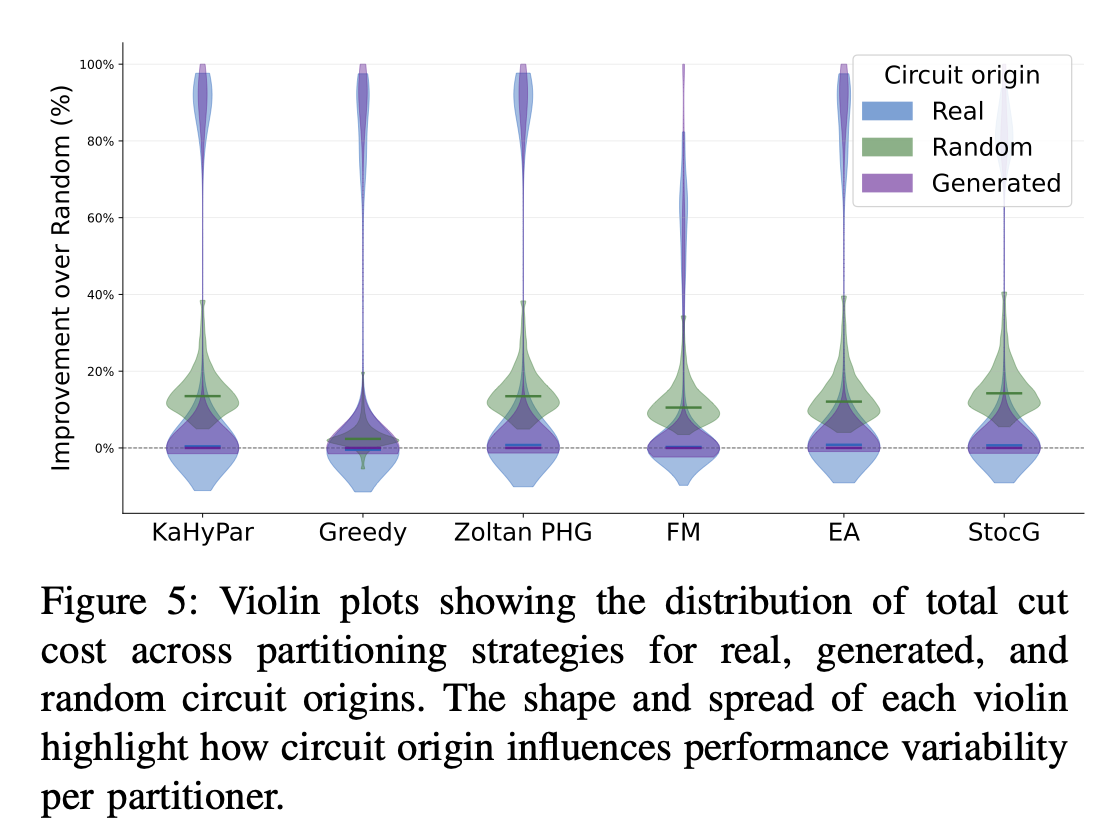 Improvement over Random (%)
100%
80%
60%
40%
20%
0%
Circuit origin
Real
Random
Generated
KaHyPar Greedy Zoltan PHG FM EA StocG
Figure 5: Violin plots showing the distribution of total cut
cost across partitioning strategies for real, generated, and
random circuit origins. The shape and spread of each violin
highlight how circuit origin influences performance variability
per partitioner.